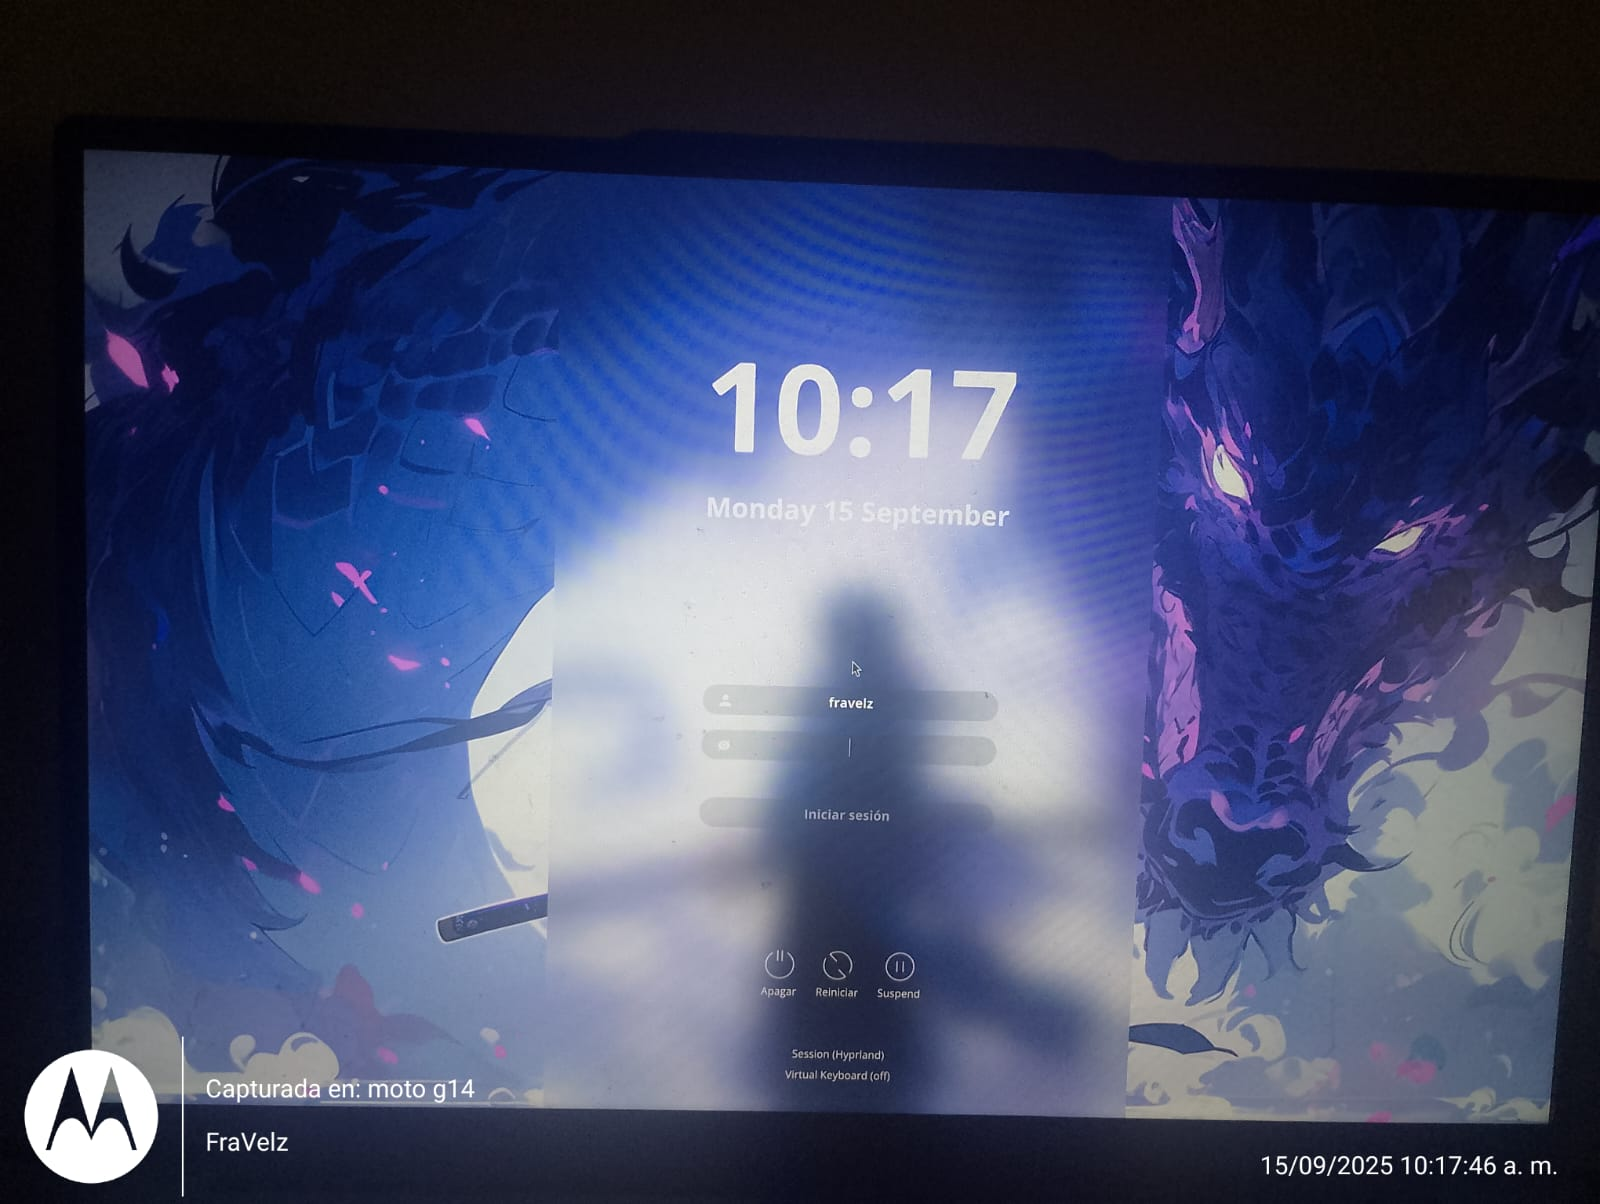 10:17
Monday 15 September
fravelz
Iniciar sesión
Apagar
Reiniciar
Suspend
Session (Hyprland)
Virtual Keyboard (off)
Capturada en: moto g14
FraVelz
15/09/2025 10:17:46 a. m.